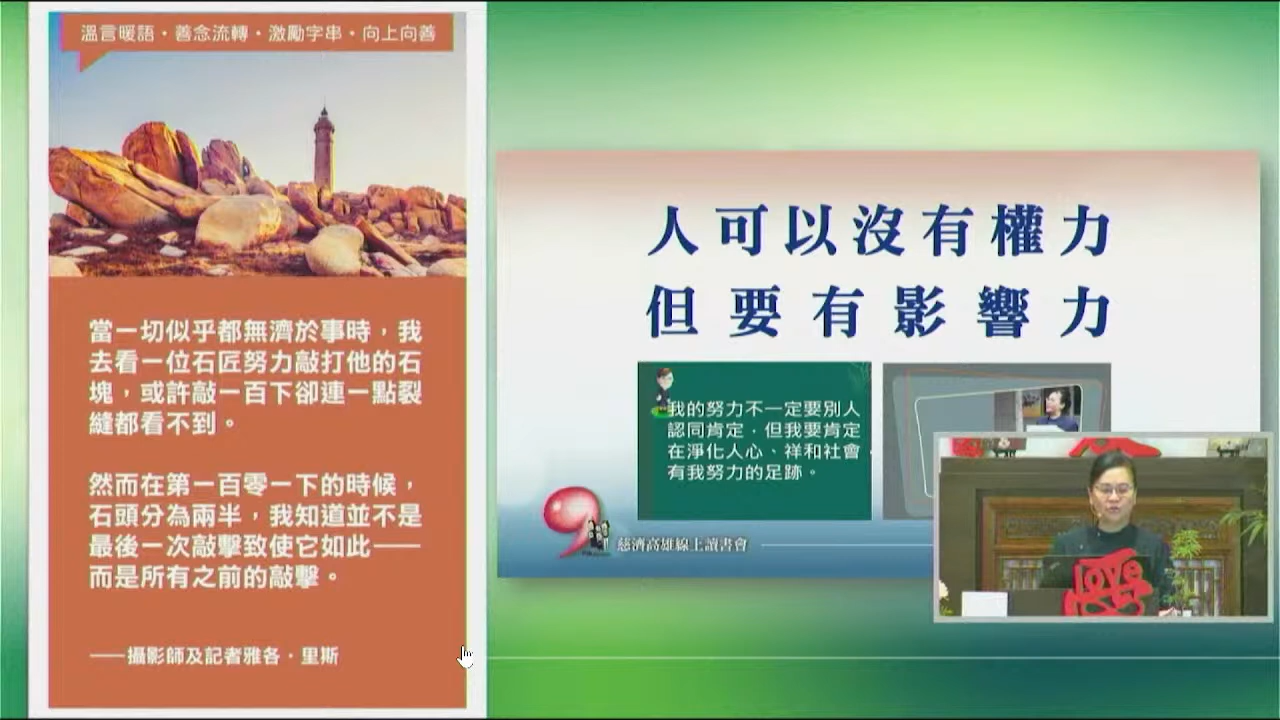 溫言暖語・善念流轉・激勵字串・向上向善
當一切似乎都無濟於事時，我
去看一位石匠努力敲打他的石
塊，或許敲一百下卻連一點裂
縫都看不到。
然而在第一百零一下的時候，
石頭分為兩半，我知道並不是
最後一次敲擊致使它如此——
而是所有之前的敲擊。
——攝影師及記者雅各・里斯
人可以沒有權力
但要有影響力
我的努力不一定要別人
認同肯定，但我要肯定
在淨化人心、祥和社會，
有我努力的足跡。
慈濟高雄線上讀書會
love